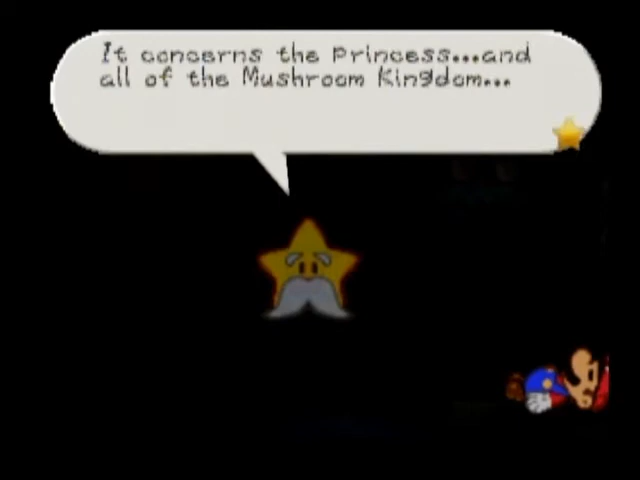 It concerns the Princess...and
all of the Mushroom Kingdom...